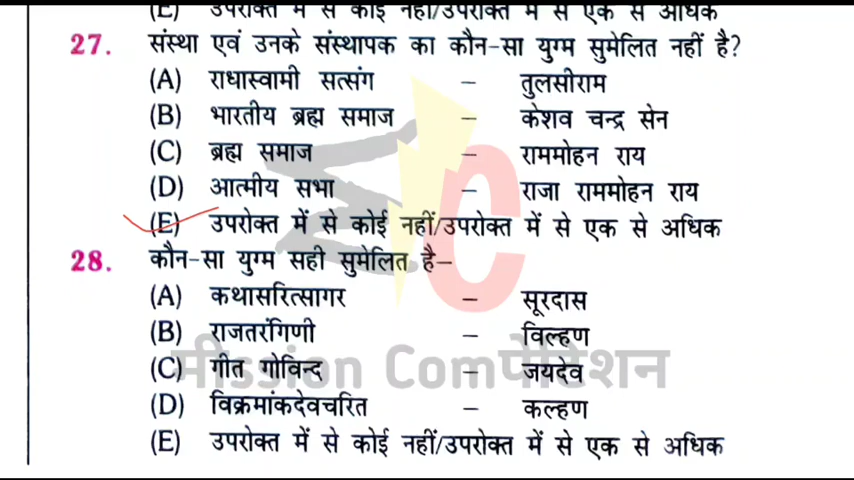 (E) उपरोक्त में से कोई नहीं/उपरोक्त में से एक से अधिक
27. संस्था एवं उनके संस्थापक का कौन-सा युग्म सुमेलित नहीं है?
(A) राधास्वामी सत्संग – तुलसीराम
(B) भारतीय ब्रह्म समाज – केशव चन्द्र सेन
(C) ब्रह्म समाज – राममोहन राय
(D) आत्मीय सभा – राजा राममोहन राय
(E) उपरोक्त में से कोई नहीं/उपरोक्त में से एक से अधिक
28. कौन-सा युग्म सही सुमेलित है–
(A) कथासरित्सागर – सूरदास
(B) राजतरंगिणी – विल्हण
मीssion Comपेटिशन
(C) गीत गोविन्द – जयदेव
(D) विक्रमांकदेवचरित – कल्हण
(E) उपरोक्त में से कोई नहीं/उपरोक्त में से एक से अधिक